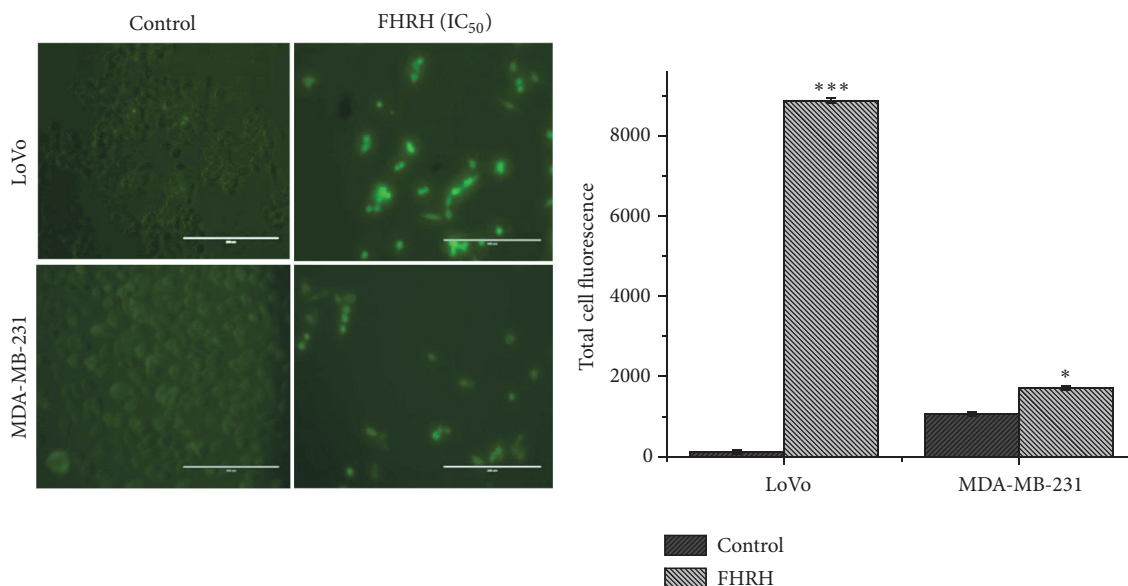 Control
FHRH (IC50)
LoVo
MDA-MB-231
Total cell fluorescence
8000
6000
4000
2000
0
***
*
LoVo
MDA-MB-231
Control
FHRH